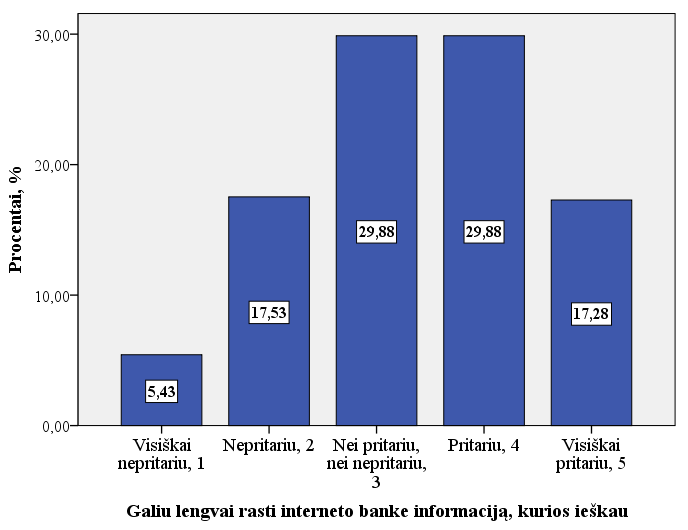 30,00
20,00
10,00
0,00
Procentai, %
5,43
17,53
29,88
29,88
17,28
Visiškai
nepritariu, 1
Nepritariu, 2
Nei pritariu,
nei nepritariu,
3
Pritariu, 4
Visiškai
pritariu, 5
Galiu lengvai rasti interneto banke informaciją, kurios ieškau